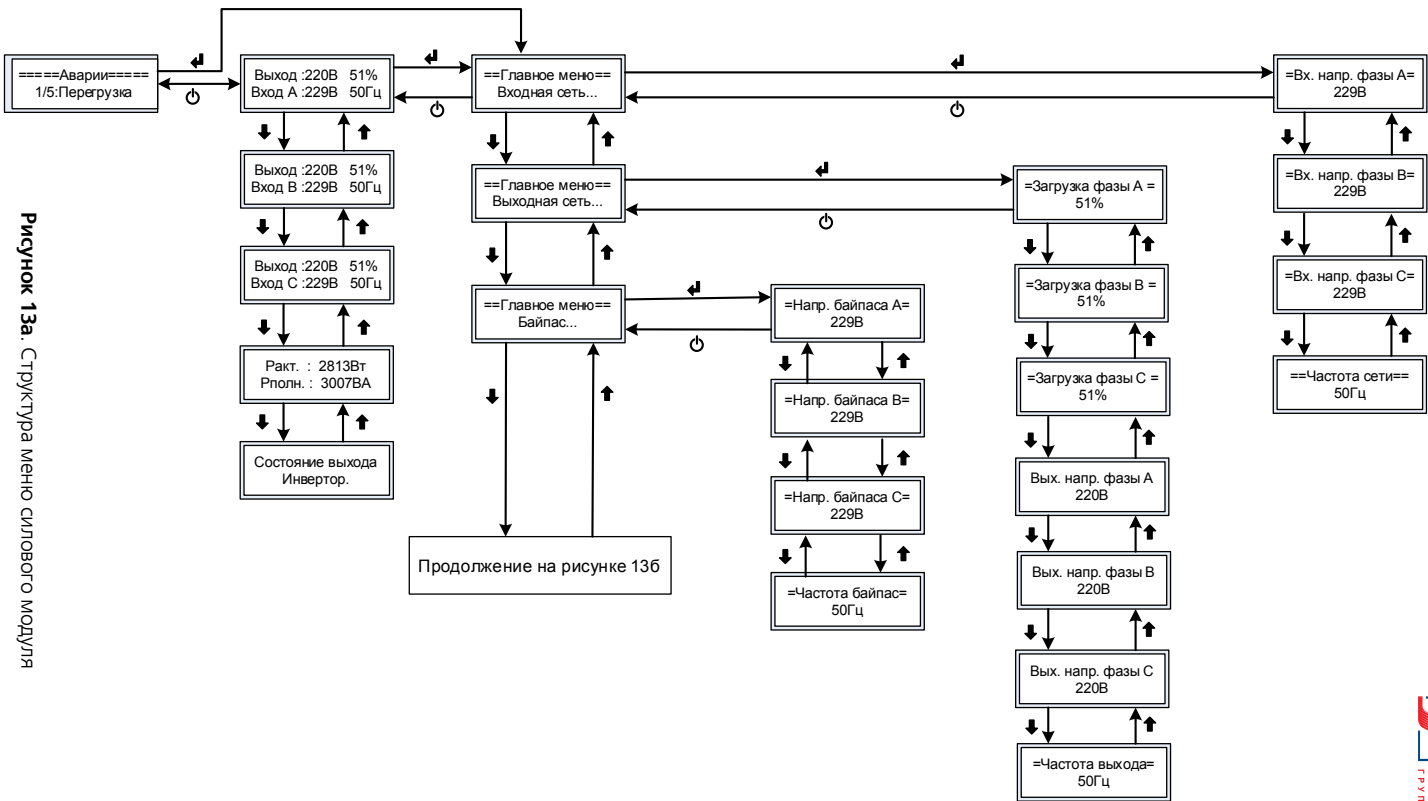 =====Аварии=====
1/5:Перегрузка
Выход :220В 51%
Вход А :229В 50Гц
Выход :220В 51%
Вход В :229В 50Гц
Выход :220В 51%
Вход С :229В 50Гц
Ракт. : 2813Вт
Рполн. : 3007ВА
Состояние выхода
Инвертор.
==Главное меню==
Входная сеть...
==Главное меню==
Выходная сеть...
==Главное меню==
Байпас...
Продолжение на рисунке 13б
=Напр. байпаса А=
229В
=Напр. байпаса В=
229В
=Напр. байпаса С=
229В
=Частота байпас=
50Гц
=Загрузка фазы А =
51%
=Загрузка фазы В =
51%
=Загрузка фазы С =
51%
Вых. напр. фазы А
220В
Вых. напр. фазы В
220В
Вых. напр. фазы С
220В
=Частота выхода=
50Гц
=Вх. напр. фазы А=
229В
=Вх. напр. фазы В=
229В
=Вх. напр. фазы С=
229В
==Частота сети==
50Гц
Рисунок 13а. Структура меню силового модуля